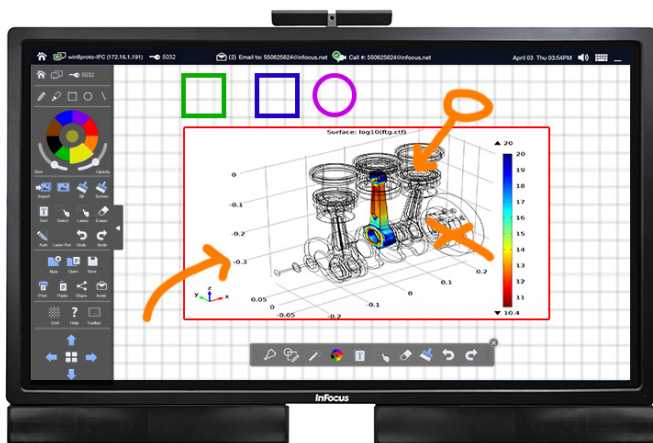 win8proto-IFC (172.16.1.191) 5032 (2) Email to: 550625624@infocus.net Call #: 550625624@infocus.net April 03 Thu 03:54PM
5032
Size Opacity
Import All Screen
Text Select Laser Eraser
Auto Laser Pen Undo Redo
New Open Save
Print Paste Share Invite
Grid Help Toolbar
Surface: log10(ftg.ctf)
▲ 20
20
19
18
17
16
15
14
13
12
11
▼ 10.4
0
-0.1
-0.2
-0.3
0.05
0
-0.05
-0.2
-0.1
0
0.1
0.2
y z x
T
InFocus